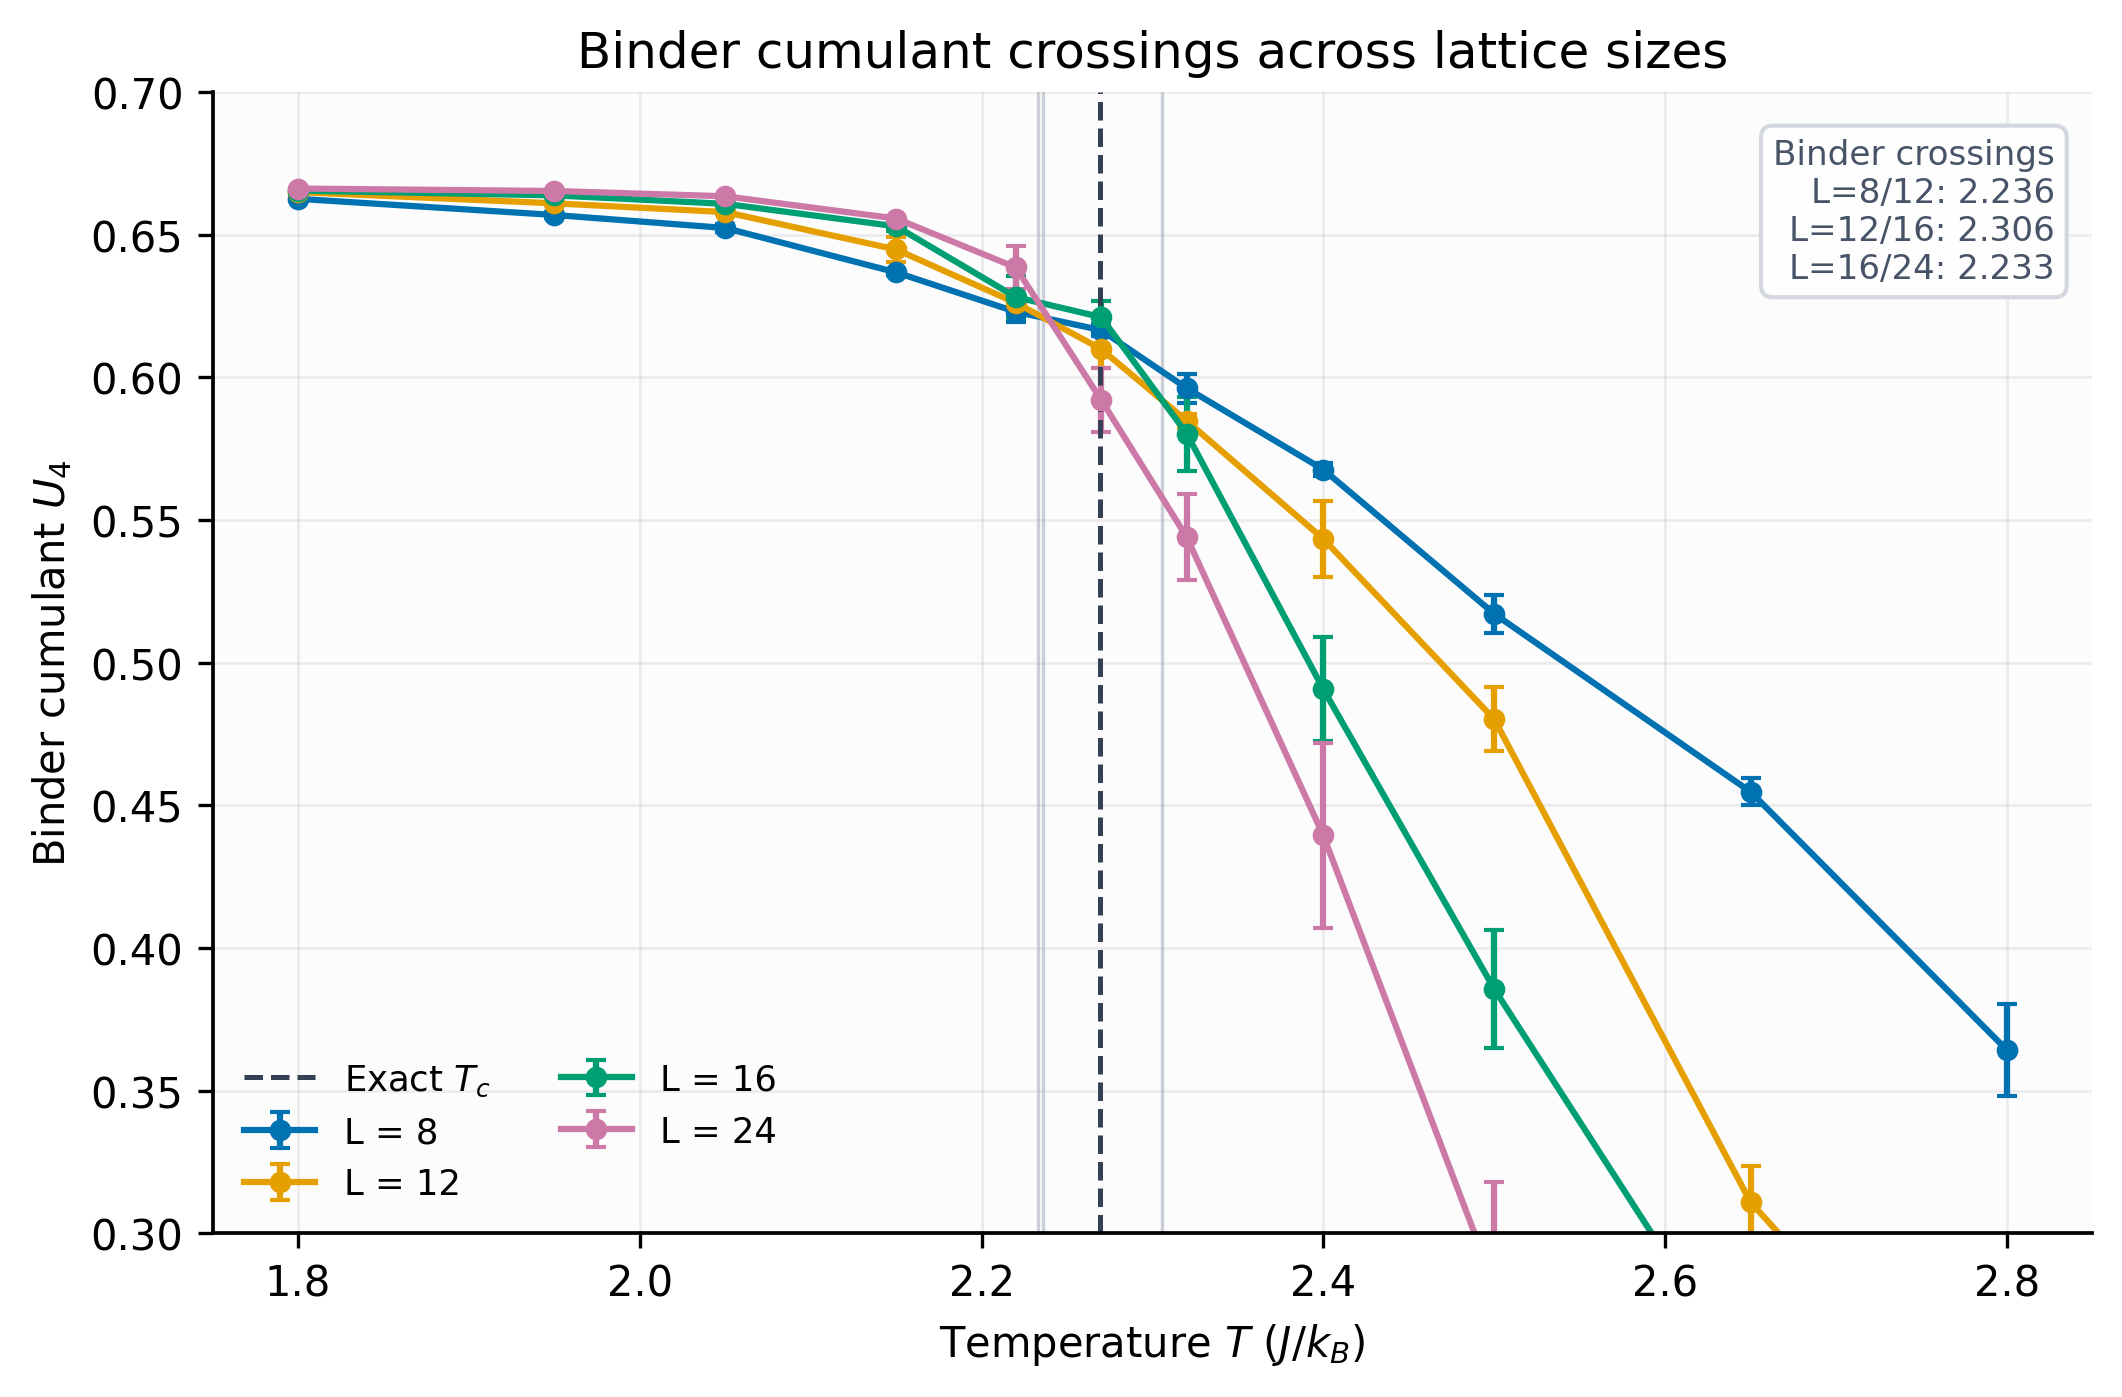 Binder cumulant crossings across lattice sizes
0.70
0.65
0.60
0.55
0.50
0.45
0.40
0.35
0.30
Binder cumulant U₄
Binder crossings
L=8/12: 2.236
L=12/16: 2.306
L=16/24: 2.233
Exact T_c
L = 8
L = 12
L = 16
L = 24
1.8 2.0 2.2 2.4 2.6 2.8
Temperature T (J/k_B)